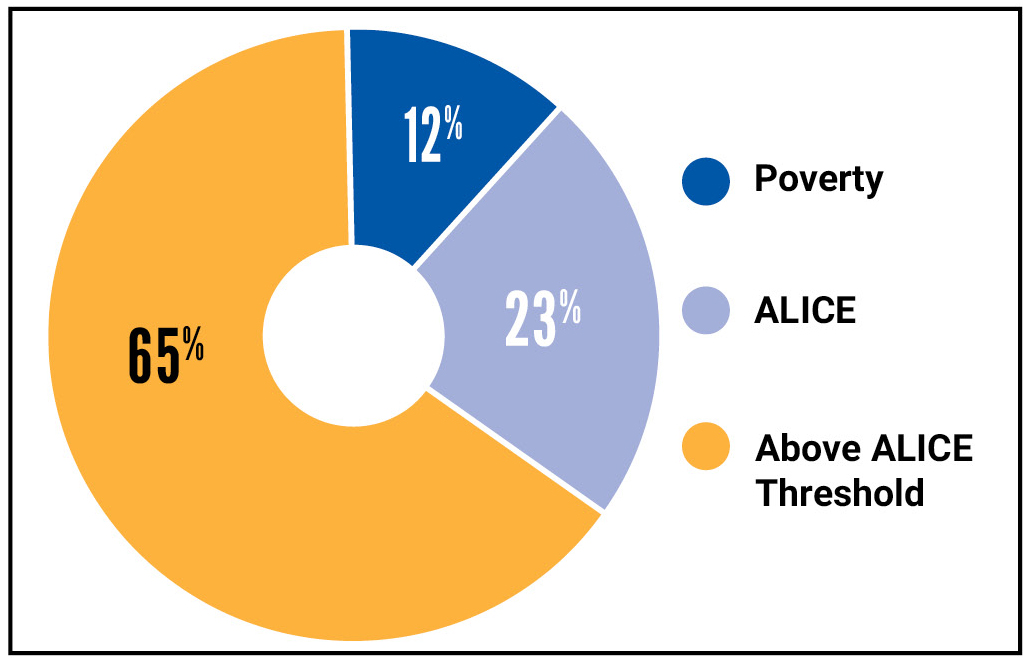 12%
23%
65%
Poverty
ALICE
Above ALICE
Threshold